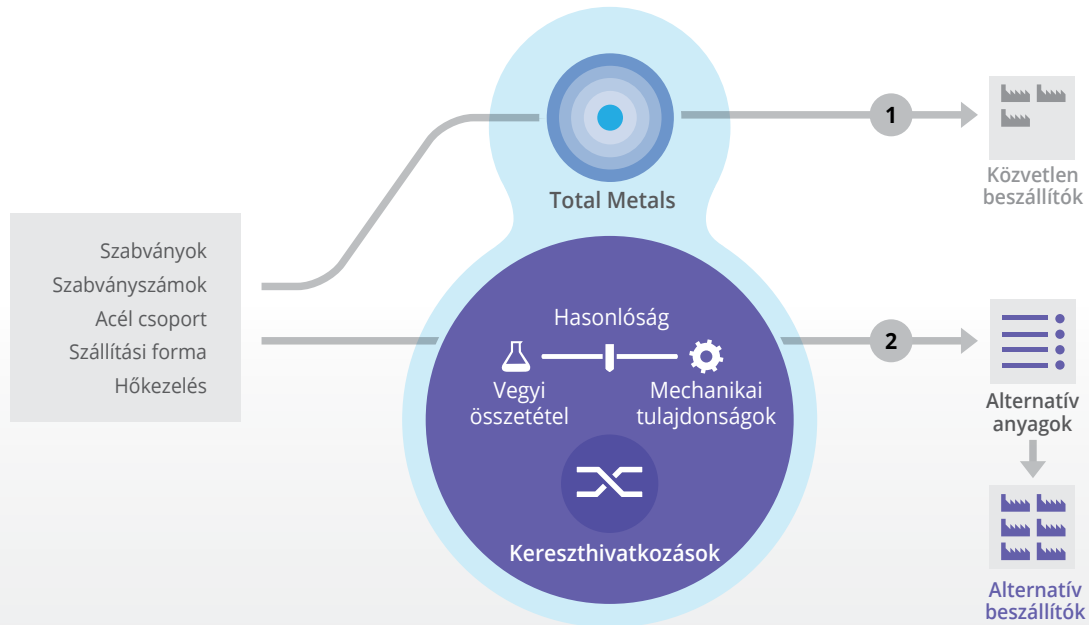 Szabványok
Szabványszámok
Acél csoport
Szállítási forma
Hőkezelés
Total Metals
1
Közvetlen
beszállítók
Hasonlóság
Vegyi
összetétel
Mechanikai
tulajdonságok
Kereszthivatkozások
2
Alternatív
anyagok
Alternatív
beszállítók